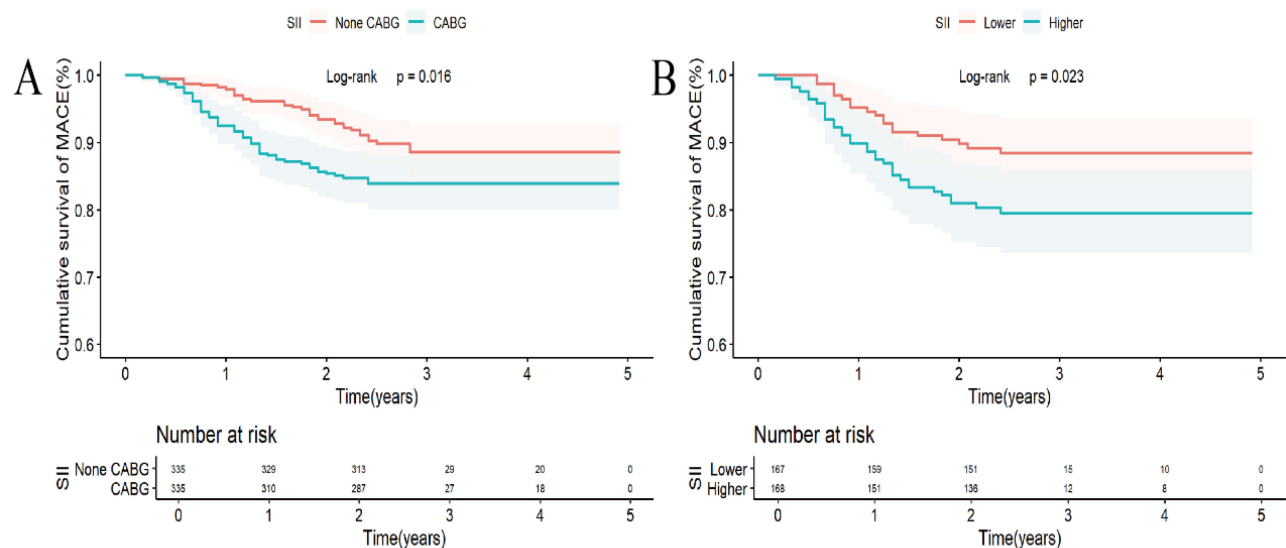 SII None CABG CABG
A
Log-rank p = 0.016
Cumulative survival of MACE(%)
1.0
0.9
0.8
0.7
0.6
0 1 2 3 4 5
Time(years)
Number at risk
SII
None CABG 335 329 313 29 20 0
CABG 335 310 287 27 18 0
0 1 2 3 4 5
Time(years)
SII Lower Higher
B
Log-rank p = 0.023
Cumulative survival of MACE(%)
1.0
0.9
0.8
0.7
0.6
0 1 2 3 4 5
Time(years)
Number at risk
SII
Lower 167 159 151 15 10 0
Higher 168 151 136 12 8 0
0 1 2 3 4 5
Time(years)